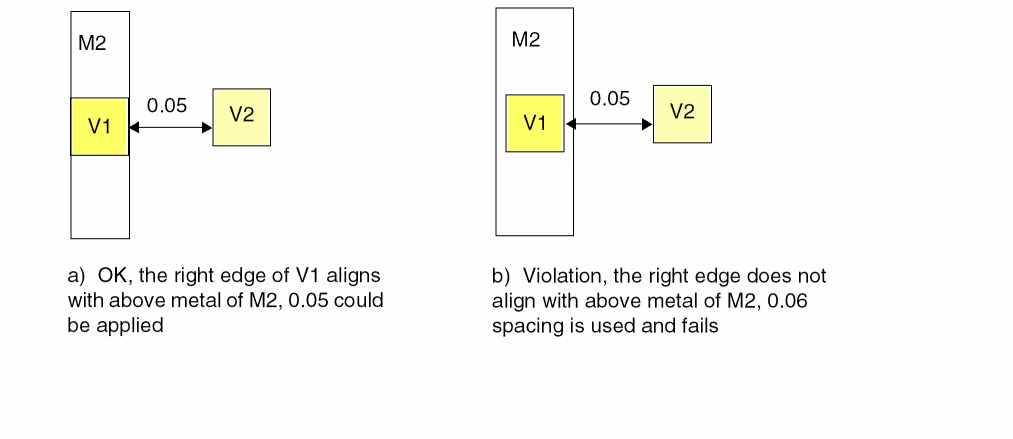 M2
V1
0.05
V2
a) OK, the right edge of V1 aligns
with above metal of M2, 0.05 could
be applied
M2
V1
0.05
V2
b) Violation, the right edge does not
align with above metal of M2, 0.06
spacing is used and fails